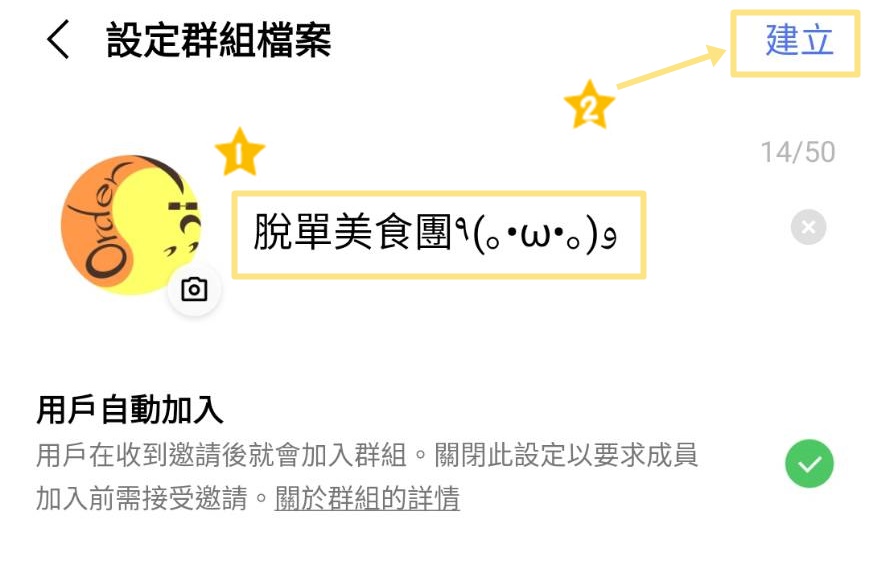 設定群組檔案
建立
2
1
14/50
Order
脫單美食團٩(｡•ω•｡)و
用戶自動加入
用戶在收到邀請後就會加入群組。關閉此設定以要求成員
加入前需接受邀請。關於群組的詳情